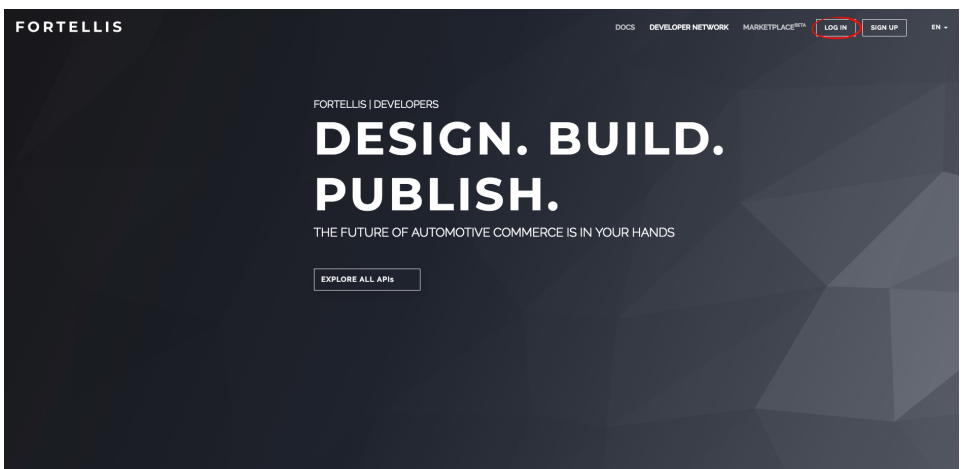 FORTELLIS
DOCS DEVELOPER NETWORK MARKETPLACE BETA LOG IN SIGN UP EN
FORTELLIS | DEVELOPERS
DESIGN. BUILD.
PUBLISH.
THE FUTURE OF AUTOMOTIVE COMMERCE IS IN YOUR HANDS
EXPLORE ALL APIs